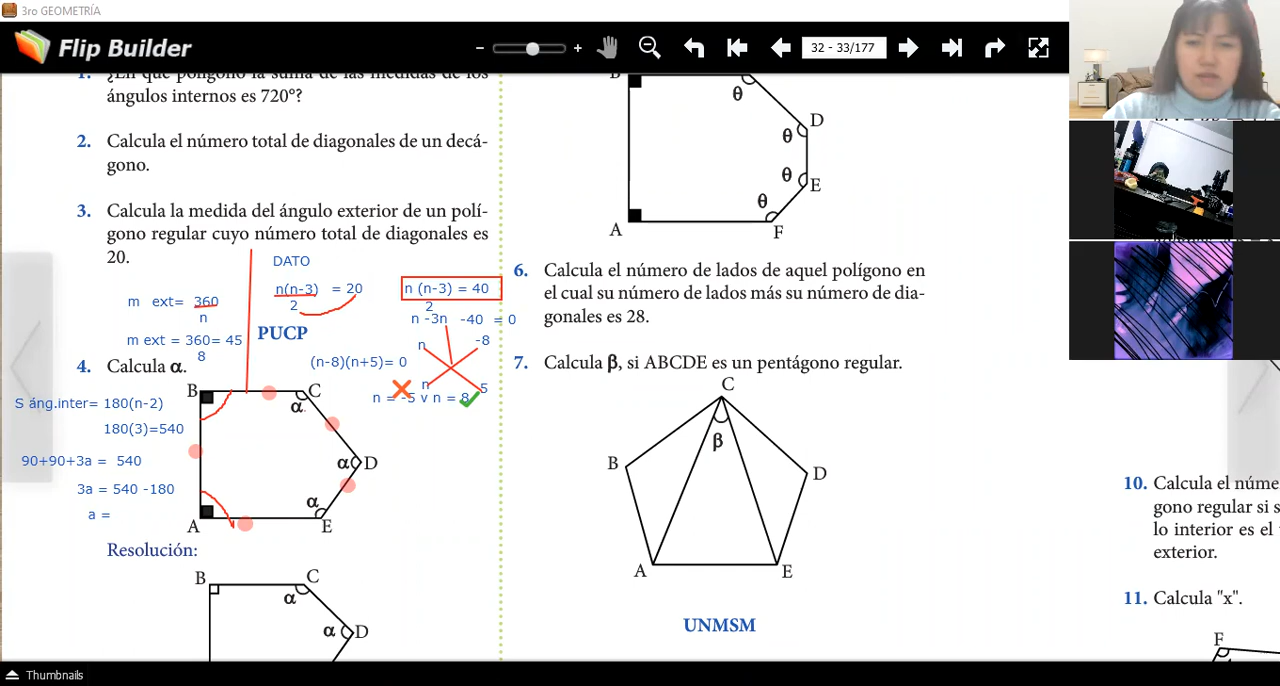 3ro GEOMETRÍA
Flip Builder
32 - 33/177
1. ¿En qué polígono la suma de las medidas de los
ángulos internos es 720°?
2. Calcula el número total de diagonales de un decá-
gono.
3. Calcula la medida del ángulo exterior de un polí-
gono regular cuyo número total de diagonales es
20.
DATO
m ext= 360
n
n(n-3) = 20
2
n (n-3) = 40
2
n -3n -40 = 0
n -8
n 5
m ext = 360= 45
8
(n-8)(n+5)= 0
n = -5 v n = 8
PUCP
4. Calcula α.
S áng.inter= 180(n-2)
180(3)=540
90+90+3a = 540
3a = 540 -180
a =
B C
α
α D
α
A E
Resolución:
B C
α
α D
B
θ
θ D
θ E
θ
A F
6. Calcula el número de lados de aquel polígono en
el cual su número de lados más su número de dia-
gonales es 28.
7. Calcula β, si ABCDE es un pentágono regular.
C
β
B D
A E
UNMSM
10. Calcula el núme
gono regular si s
lo interior es el
exterior.
11. Calcula "x".
F
Thumbnails